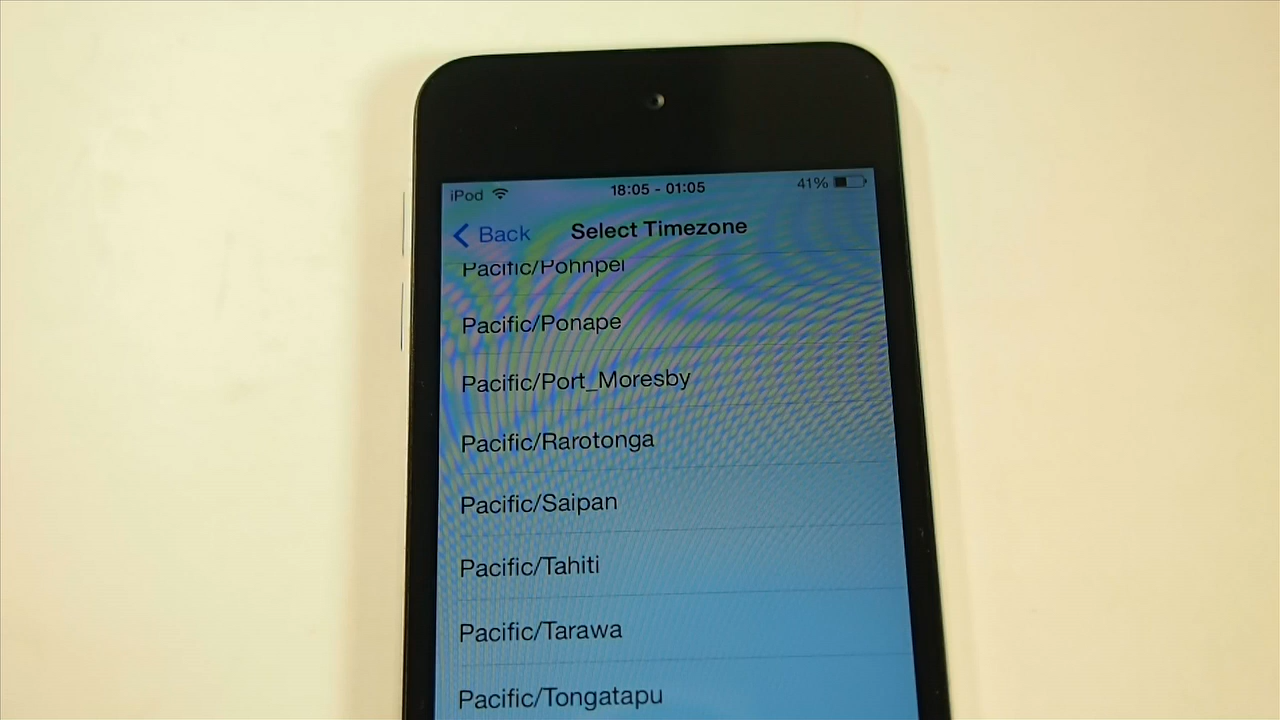 iPod 18:05 - 01:05 41%
Back Select Timezone
Pacific/Pohnpei
Pacific/Ponape
Pacific/Port_Moresby
Pacific/Rarotonga
Pacific/Saipan
Pacific/Tahiti
Pacific/Tarawa
Pacific/Tongatapu